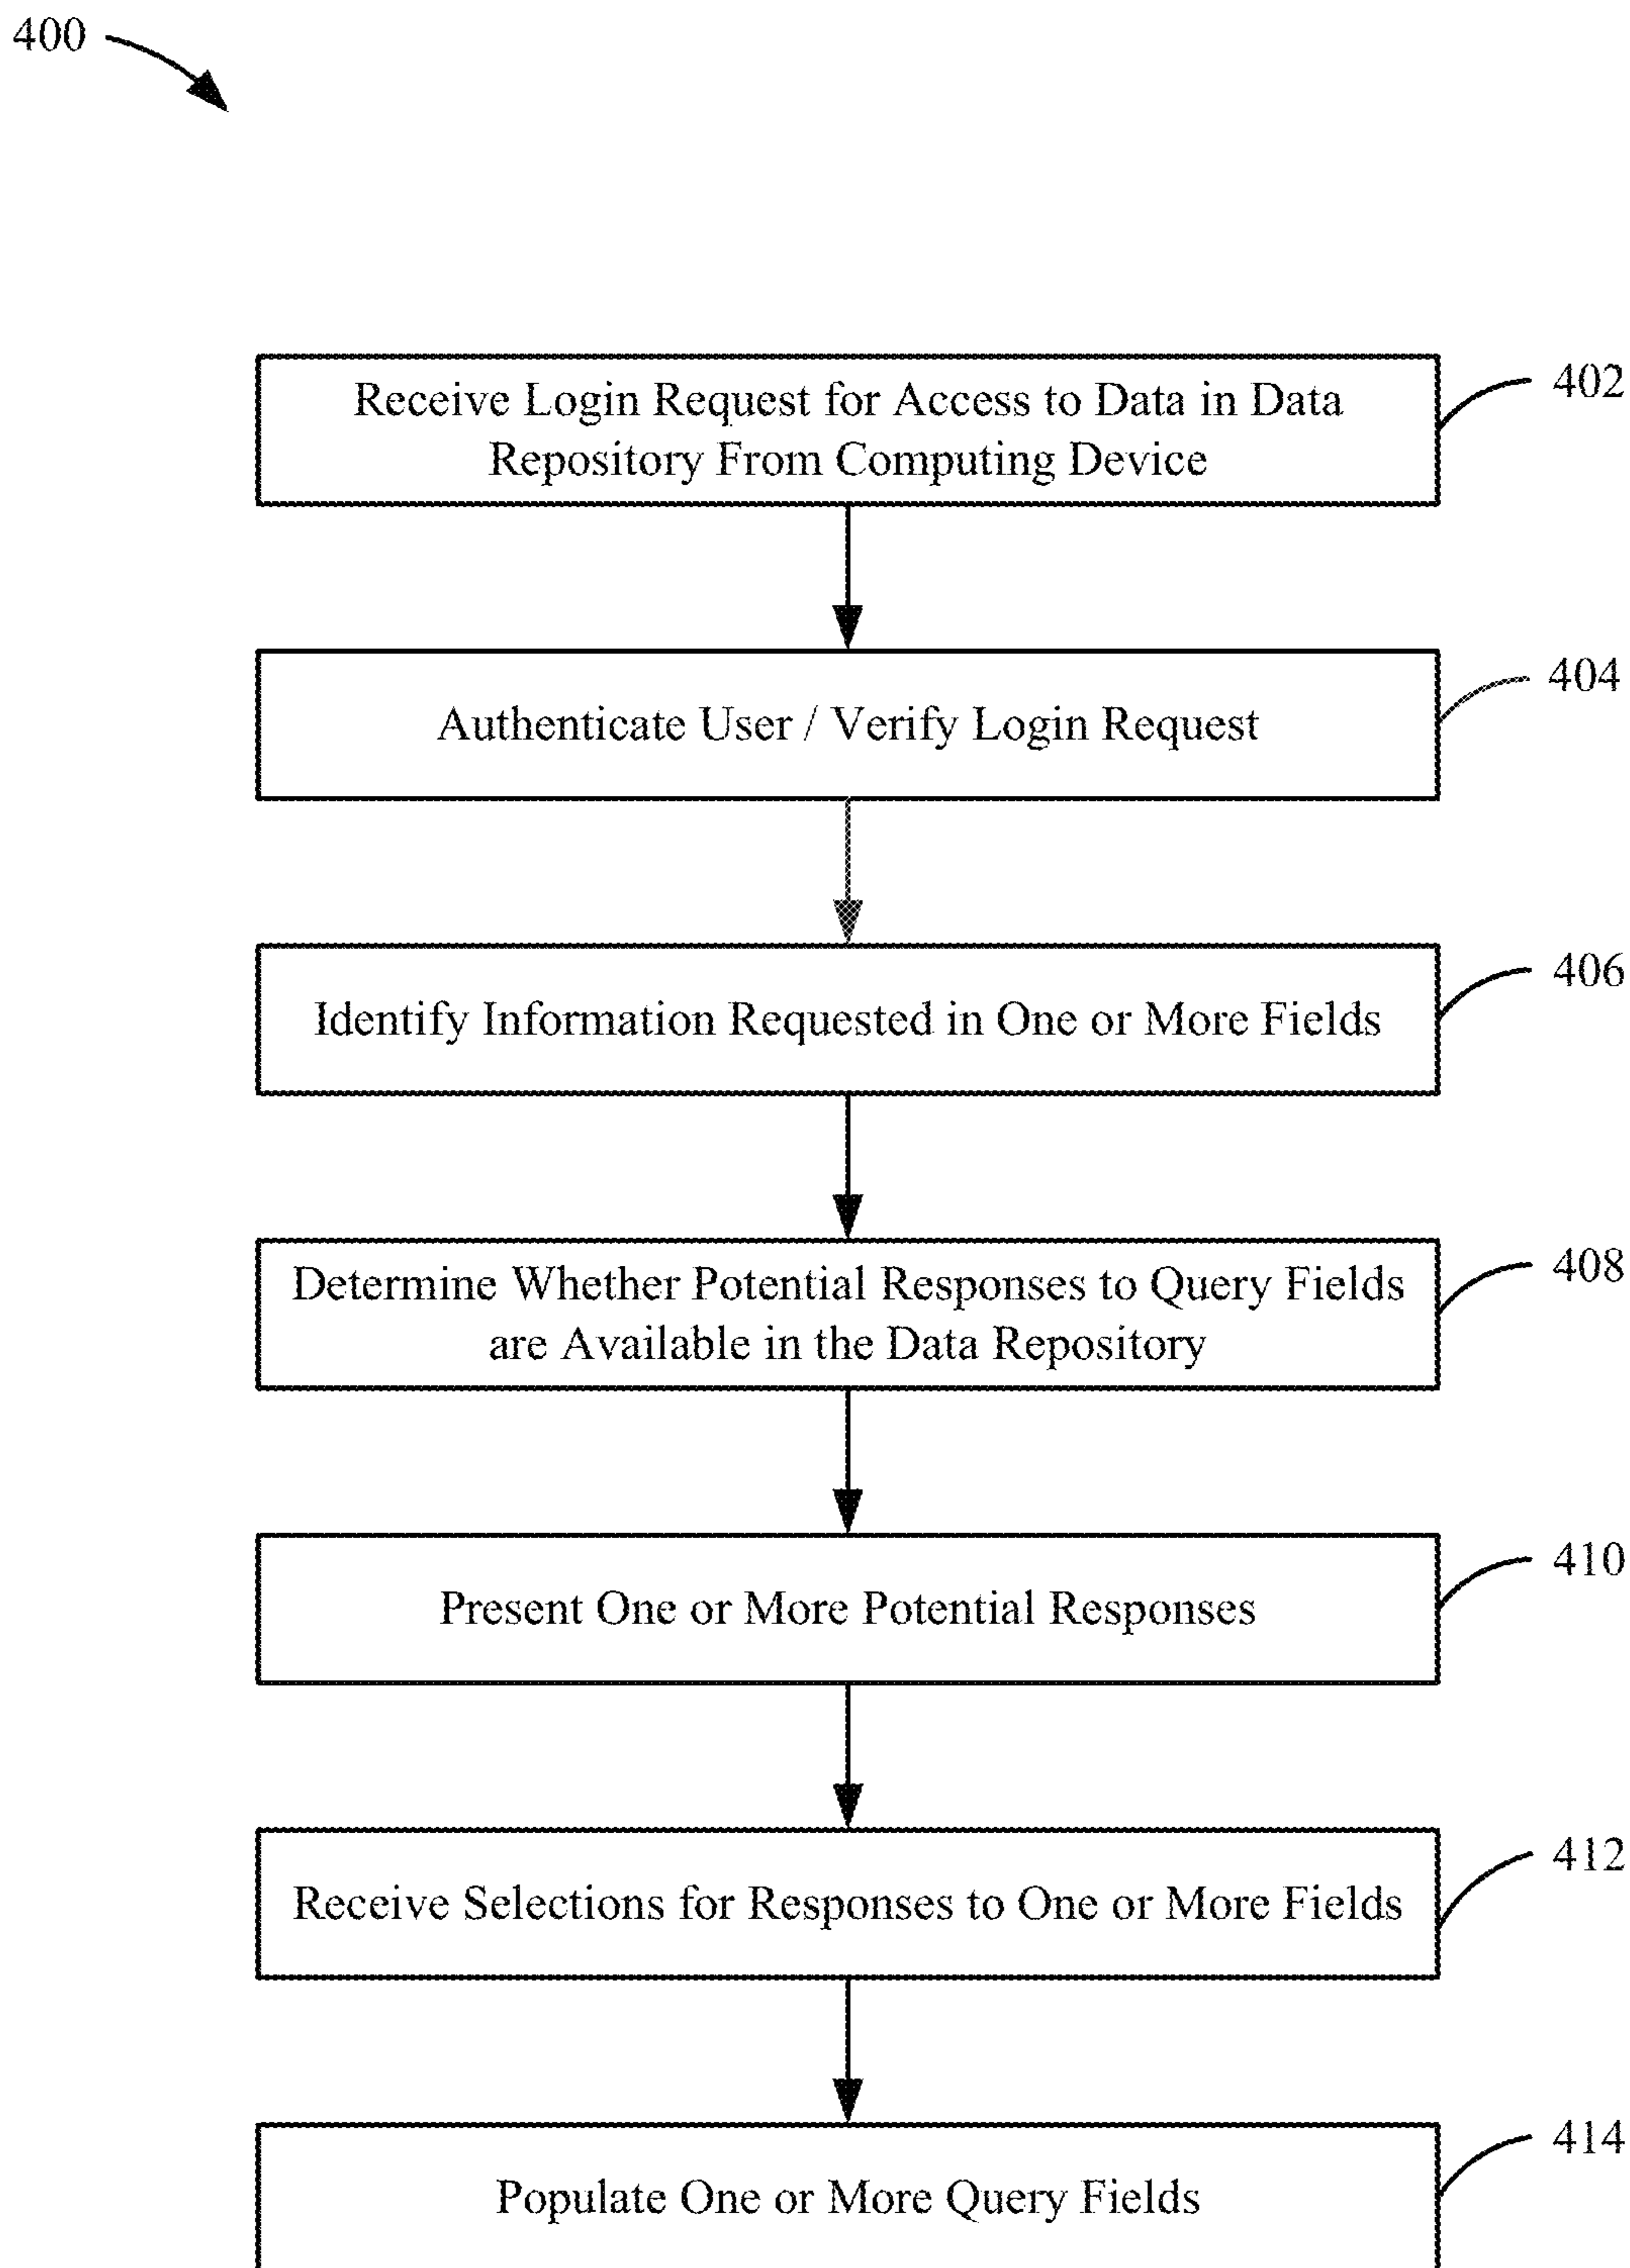 400
Receive Login Request for Access to Data in Data
Repository From Computing Device
402
Authenticate User / Verify Login Request
404
Identify Information Requested in One or More Fields
406
Determine Whether Potential Responses to Query Fields
are Available in the Data Repository
408
Present One or More Potential Responses
410
Receive Selections for Responses to One or More Fields
412
Populate One or More Query Fields
414